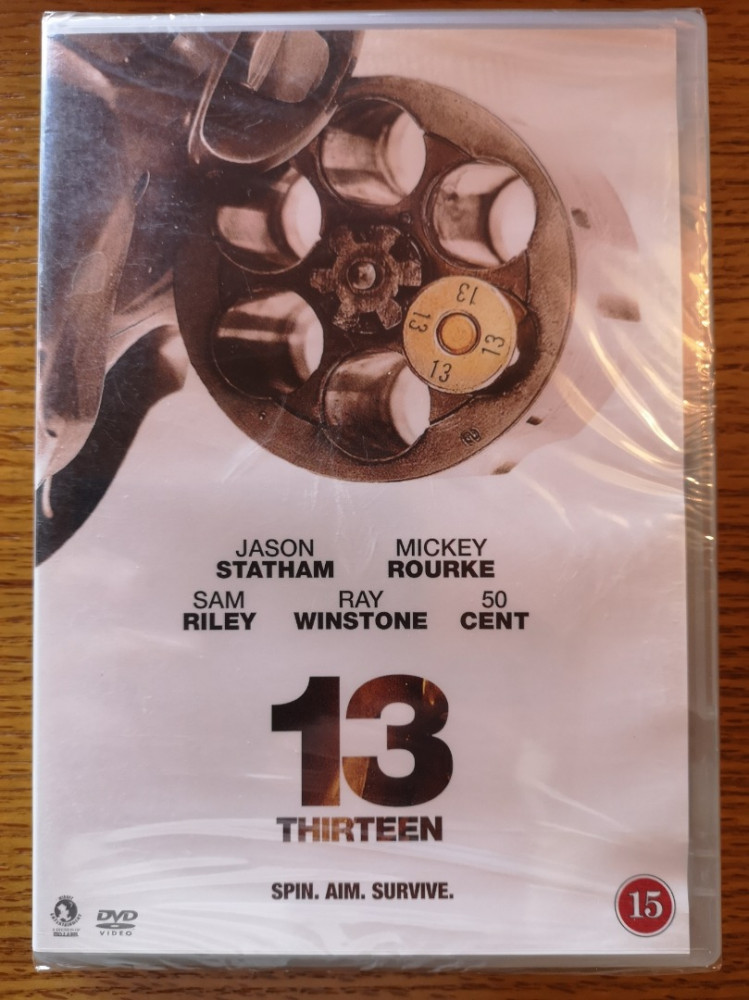 13
13
13
13
JASON MICKEY
STATHAM ROURKE
SAM RAY 50
RILEY WINSTONE CENT
13
THIRTEEN
SPIN. AIM. SURVIVE.
DVD
VIDEO
15